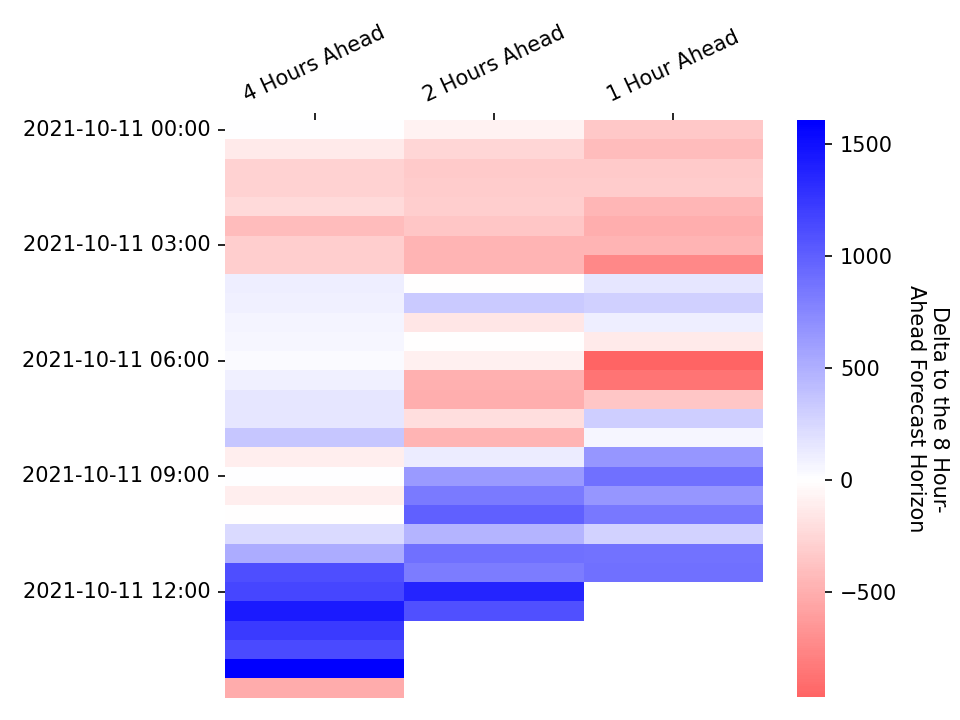 4 Hours Ahead
2 Hours Ahead
1 Hour Ahead
2021-10-11 00:00
2021-10-11 03:00
2021-10-11 06:00
2021-10-11 09:00
2021-10-11 12:00
1500
1000
500
0
−500
Delta to the 8 Hour-
Ahead Forecast Horizon